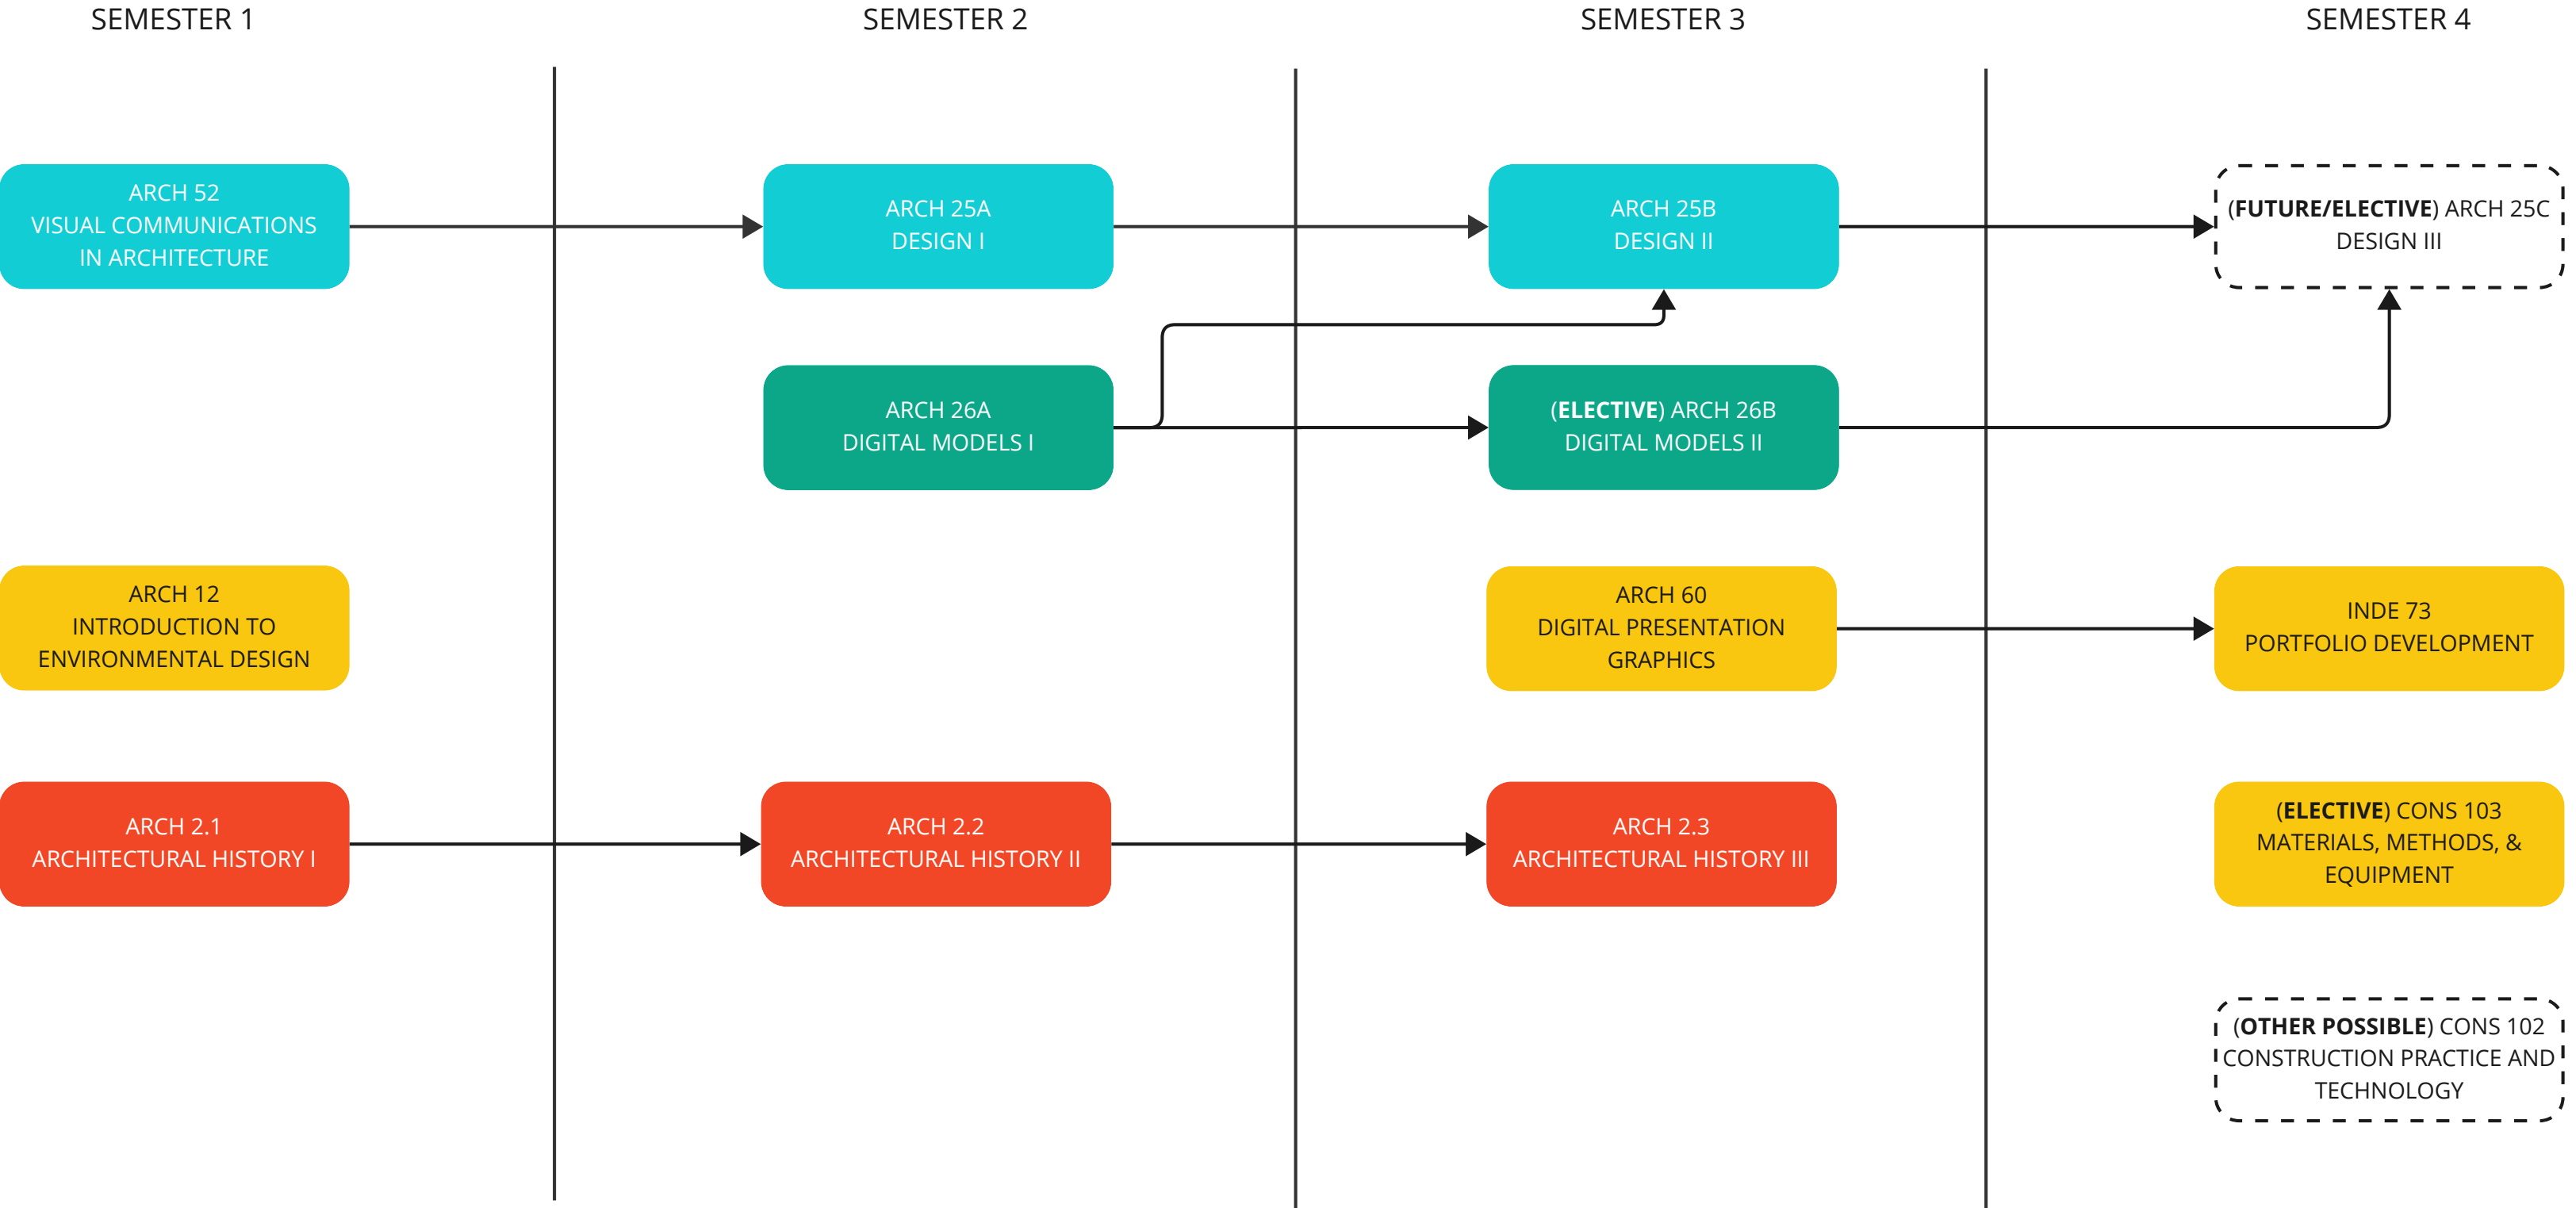 SEMESTER 1
SEMESTER 2
SEMESTER 3
SEMESTER 4
ARCH 52
VISUAL COMMUNICATIONS
IN ARCHITECTURE
ARCH 25A
DESIGN I
ARCH 25B
DESIGN II
(FUTURE/ELECTIVE) ARCH 25C
DESIGN III
ARCH 26A
DIGITAL MODELS I
(ELECTIVE) ARCH 26B
DIGITAL MODELS II
ARCH 12
INTRODUCTION TO
ENVIRONMENTAL DESIGN
ARCH 60
DIGITAL PRESENTATION
GRAPHICS
INDE 73
PORTFOLIO DEVELOPMENT
ARCH 2.1
ARCHITECTURAL HISTORY I
ARCH 2.2
ARCHITECTURAL HISTORY II
ARCH 2.3
ARCHITECTURAL HISTORY III
(ELECTIVE) CONS 103
MATERIALS, METHODS, &
EQUIPMENT
(OTHER POSSIBLE) CONS 102
CONSTRUCTION PRACTICE AND
TECHNOLOGY